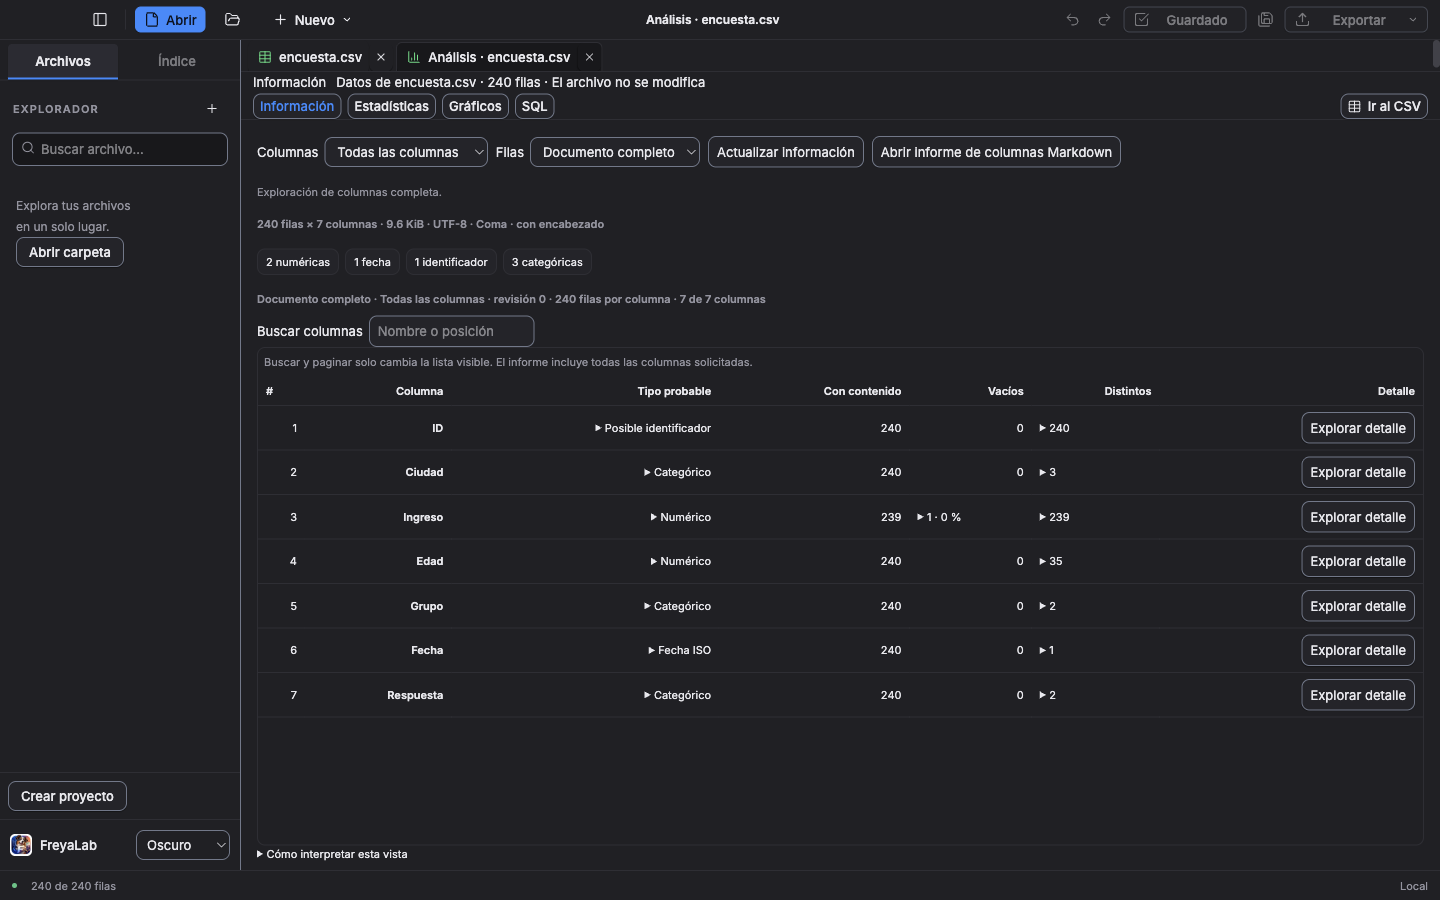 Abrir
Nuevo
Análisis · encuesta.csv
Guardado
Exportar
Archivos
Índice
EXPLORADOR
Buscar archivo...
Explora tus archivos
en un solo lugar.
Abrir carpeta
Crear proyecto
FreyaLab
Oscuro
encuesta.csv
Análisis · encuesta.csv
Información Datos de encuesta.csv · 240 filas · El archivo no se modifica
Información Estadísticas Gráficos SQL Ir al CSV
Columnas Todas las columnas Filas Documento completo Actualizar información Abrir informe de columnas Markdown
Exploración de columnas completa.
240 filas × 7 columnas · 9.6 KiB · UTF-8 · Coma · con encabezado
2 numéricas 1 fecha 1 identificador 3 categóricas
Documento completo · Todas las columnas · revisión 0 · 240 filas por columna · 7 de 7 columnas
Buscar columnas Nombre o posición
Buscar y paginar solo cambia la lista visible. El informe incluye todas las columnas solicitadas.
# Columna Tipo probable Con contenido Vacíos Distintos Detalle
1 ID Posible identificador 240 0 240 Explorar detalle
2 Ciudad Categórico 240 0 3 Explorar detalle
3 Ingreso Numérico 239 1 · 0 % 239 Explorar detalle
4 Edad Numérico 240 0 35 Explorar detalle
5 Grupo Categórico 240 0 2 Explorar detalle
6 Fecha Fecha ISO 240 0 1 Explorar detalle
7 Respuesta Categórico 240 0 2 Explorar detalle
Cómo interpretar esta vista
240 de 240 filas
Local